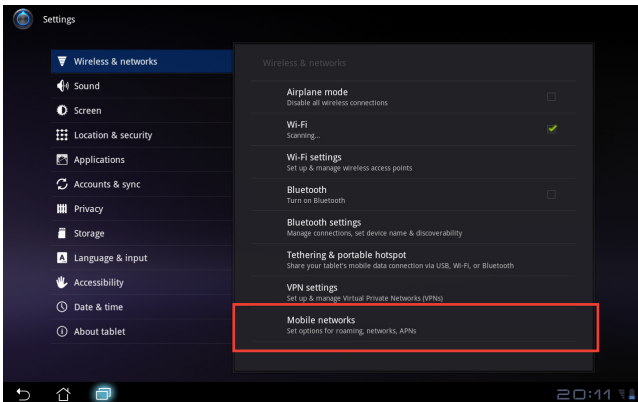 Settings
Wireless & networks
Sound
Screen
Location & security
Applications
Accounts & sync
Privacy
Storage
Language & input
Accessibility
Date & time
About tablet
Wireless & networks
Airplane mode
Disable all wireless connections
Wi-Fi
Scanning...
Wi-Fi settings
Set up & manage wireless access points
Bluetooth
Turn on Bluetooth
Bluetooth settings
Manage connections, set device name & discoverability
Tethering & portable hotspot
Share your tablet's mobile data connection via USB, Wi-Fi, or Bluetooth
VPN settings
Set up & manage Virtual Private Networks (VPNs)
Mobile networks
Set options for roaming, networks, APNs
20:11